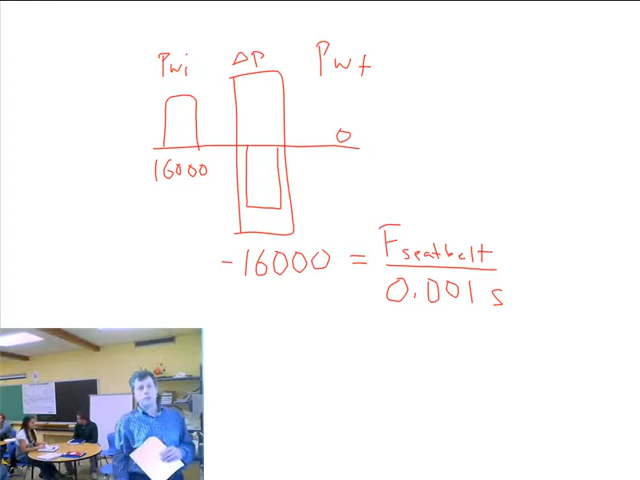 Pwi ΔP Pwf
0
16000
-16000 = Fseatbelt / 0.001 s